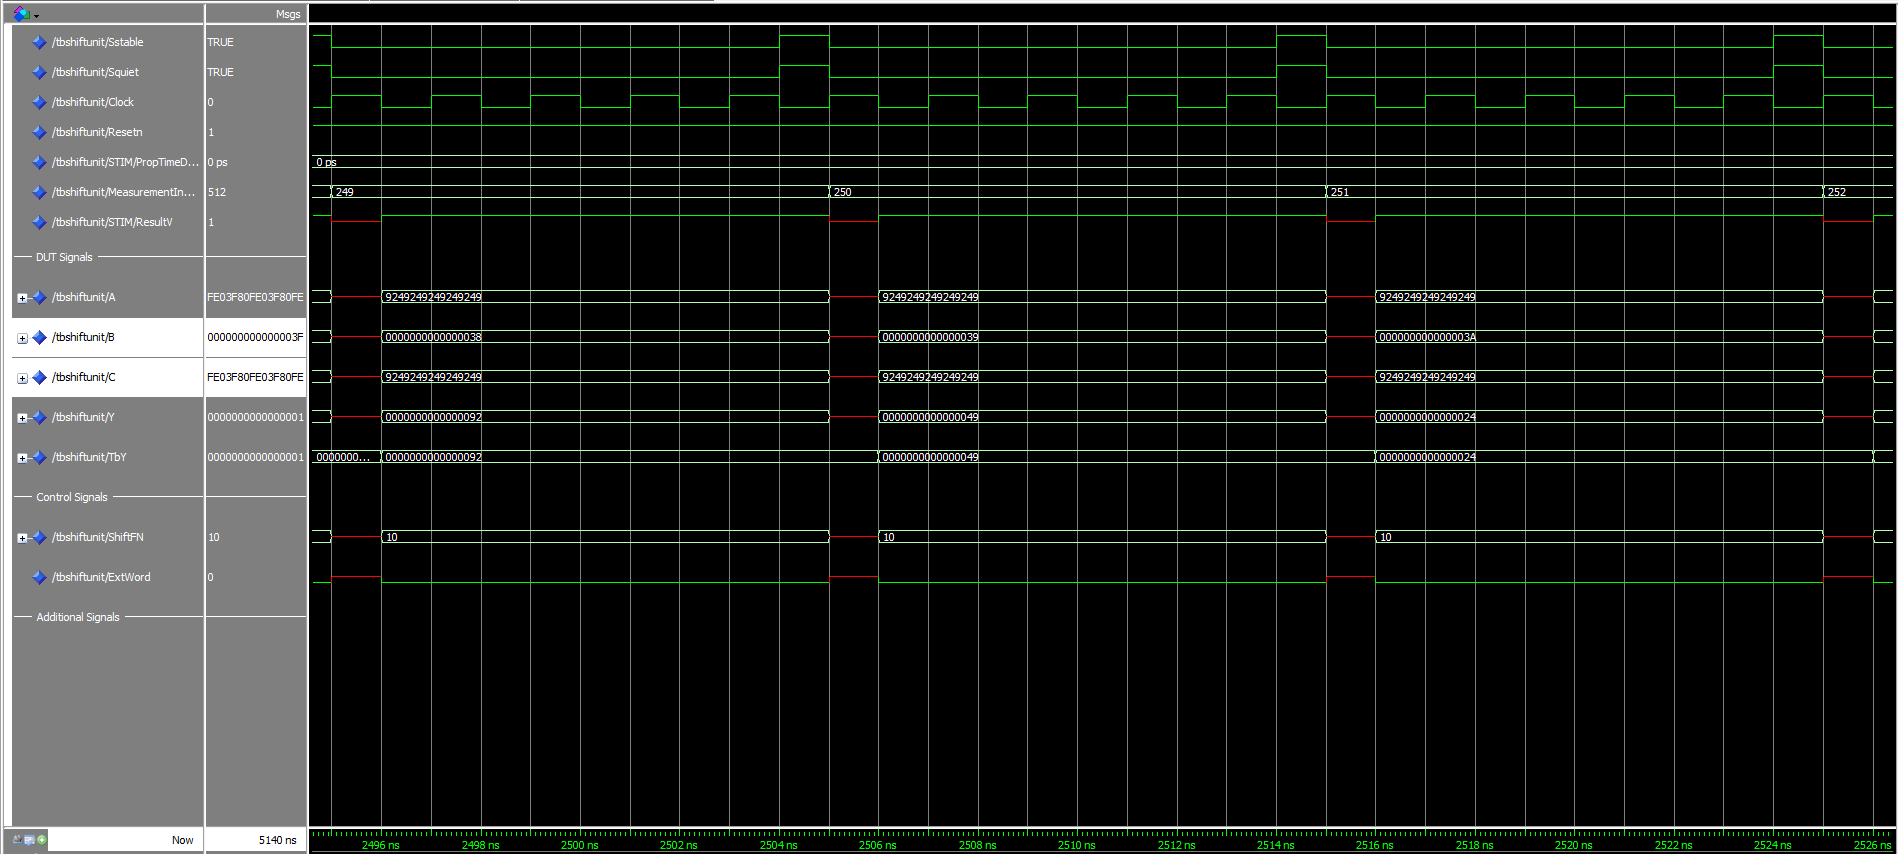 Msgs
/tbshiftunit/Sstable TRUE
/tbshiftunit/Squiet TRUE
/tbshiftunit/Clock 0
/tbshiftunit/Resetn 1
/tbshiftunit/STIM/PropTimeD... 0 ps 0 ps
/tbshiftunit/MeasurementIn... 512 249 250 251 252
/tbshiftunit/STIM/ResultV 1
DUT Signals
/tbshiftunit/A FE03F80FE03F80FE 9249249249249249 9249249249249249 9249249249249249
/tbshiftunit/B 000000000000003F 0000000000000038 0000000000000039 000000000000003A
/tbshiftunit/C FE03F80FE03F80FE 9249249249249249 9249249249249249 9249249249249249
/tbshiftunit/Y 0000000000000001 0000000000000092 0000000000000049 0000000000000024
/tbshiftunit/TbY 0000000000000001 0000000... 0000000000000092 0000000000000049 0000000000000024
Control Signals
/tbshiftunit/ShiftFN 10 10 10 10
/tbshiftunit/ExtWord 0
Additional Signals
Now 5140 ns 2496 ns 2498 ns 2500 ns 2502 ns 2504 ns 2506 ns 2508 ns 2510 ns 2512 ns 2514 ns 2516 ns 2518 ns 2520 ns 2522 ns 2524 ns 2526 ns